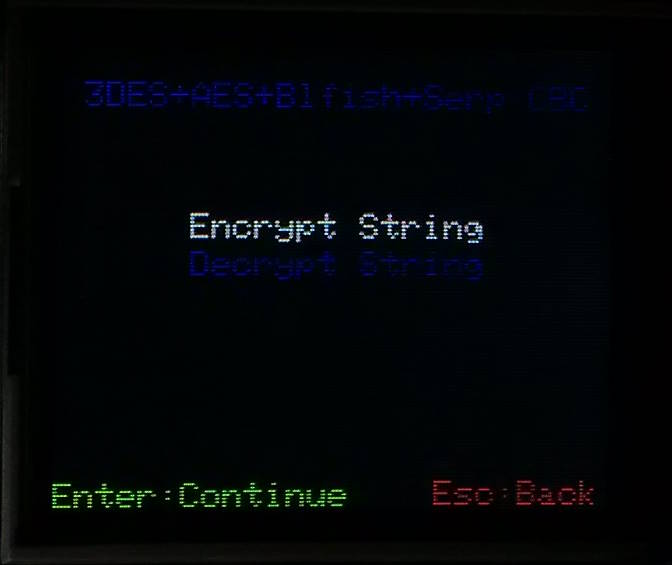 3DES+AES+Blfish+Serp CBC
Encrypt String
Decrypt String
Enter:Continue Esc:Back